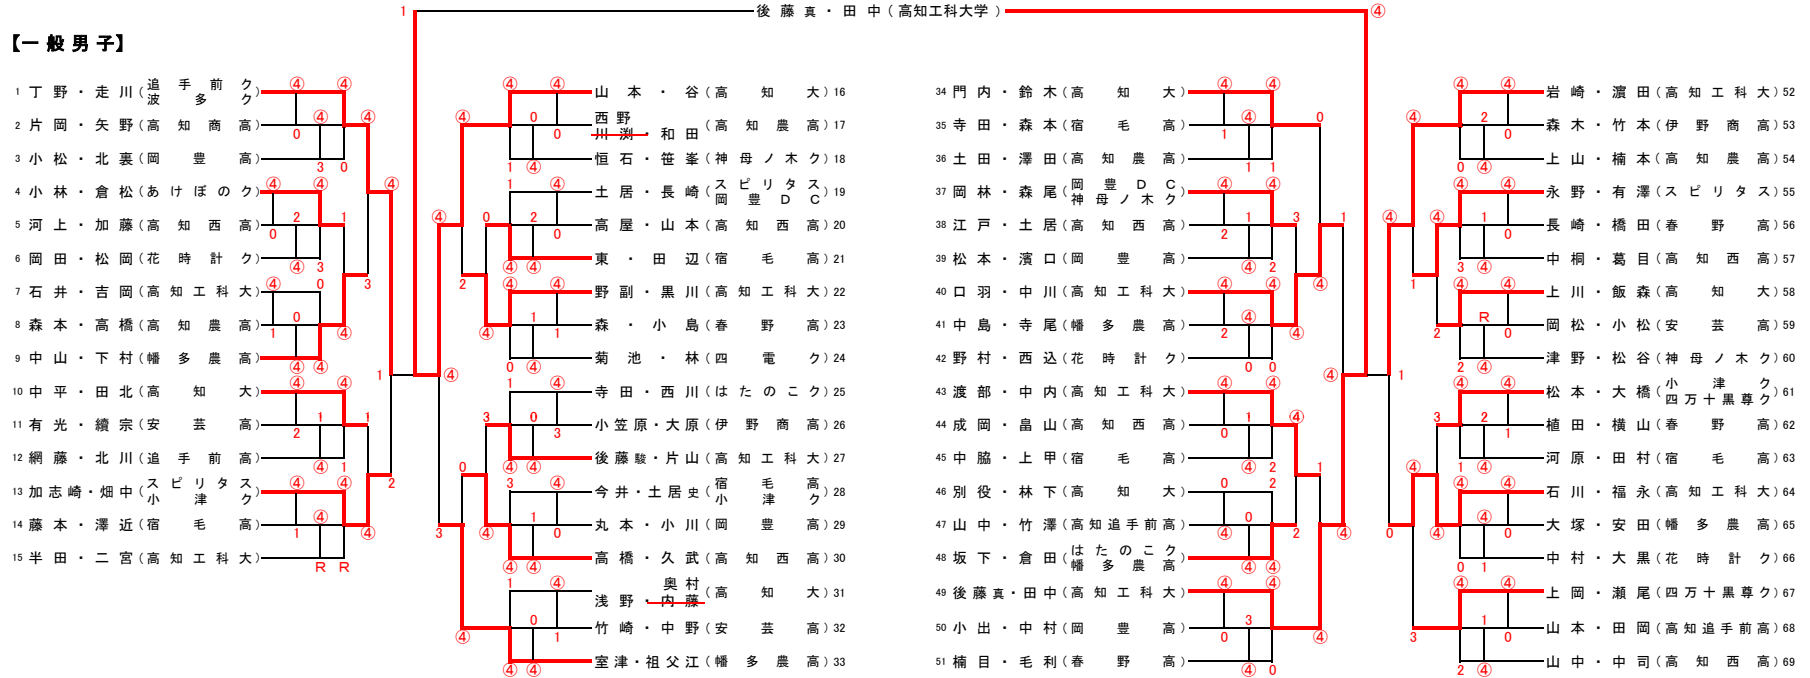 1 後藤真・田中(高知工科大学) ④
【一般男子】
1 丁野・走川(追手前ク 波多ク)
2 片岡・矢野(高知商高)
3 小松・北裏(岡豊高)
4 小林・倉松(あけぼのク)
5 河上・加藤(高知西高)
6 岡田・松岡(花時計ク)
7 石井・吉岡(高知工科大)
8 森本・高橋(高知農高)
9 中山・下村(幡多農高)
10 中平・田北(高知大)
11 有光・續宗(安芸高)
12 網藤・北川(追手前高)
13 加志崎・畑中(スピリタス 小津ク)
14 藤本・澤近(宿毛高)
15 半田・二宮(高知工科大)
山本・谷(高知大)16
西野
川渕・和田(高知農高)17
恒石・笹峯(神母ノ木ク)18
土居・長崎(スピリタス 岡豊DC)19
高屋・山本(高知西高)20
東・田辺(宿毛高)21
野副・黒川(高知工科大)22
森・小島(春野高)23
菊池・林(四電ク)24
寺田・西川(はたのこク)25
小笠原・大原(伊野商高)26
後藤駿・片山(高知工科大)27
今井・土居史(宿毛高 小津ク)28
丸本・小川(岡豊高)29
高橋・久武(高知西高)30
奥村
浅野・内藤(高知大)31
竹崎・中野(安芸高)32
室津・祖父江(幡多農高)33
34 門内・鈴木(高知大)
35 寺田・森本(宿毛高)
36 土田・澤田(高知農高)
37 岡林・森尾(岡豊DC 神母ノ木ク)
38 江戸・土居(高知西高)
39 松本・濱口(岡豊高)
40 口羽・中川(高知工科大)
41 中島・寺尾(幡多農高)
42 野村・西込(花時計ク)
43 渡部・中内(高知工科大)
44 成岡・畠山(高知西高)
45 中脇・上甲(宿毛高)
46 別役・林下(高知大)
47 山中・竹澤(高知追手前高)
48 坂下・倉田(はたのこク 幡多農高)
49 後藤真・田中(高知工科大)
50 小出・中村(岡豊高)
51 楠目・毛利(春野高)
岩崎・濵田(高知工科大)52
森木・竹本(伊野商高)53
上山・楠本(高知農高)54
永野・有澤(スピリタス)55
長崎・橋田(春野高)56
中桐・葛目(高知西高)57
上川・飯森(高知大)58
岡松・小松(安芸高)59
津野・松谷(神母ノ木ク)60
松本・大橋(小津ク 四万十黒尊ク)61
植田・横山(春野高)62
河原・田村(宿毛高)63
石川・福永(高知工科大)64
大塚・安田(幡多農高)65
中村・大黒(花時計ク)66
上岡・瀬尾(四万十黒尊ク)67
山本・田岡(高知追手前高)68
山中・中司(高知西高)69